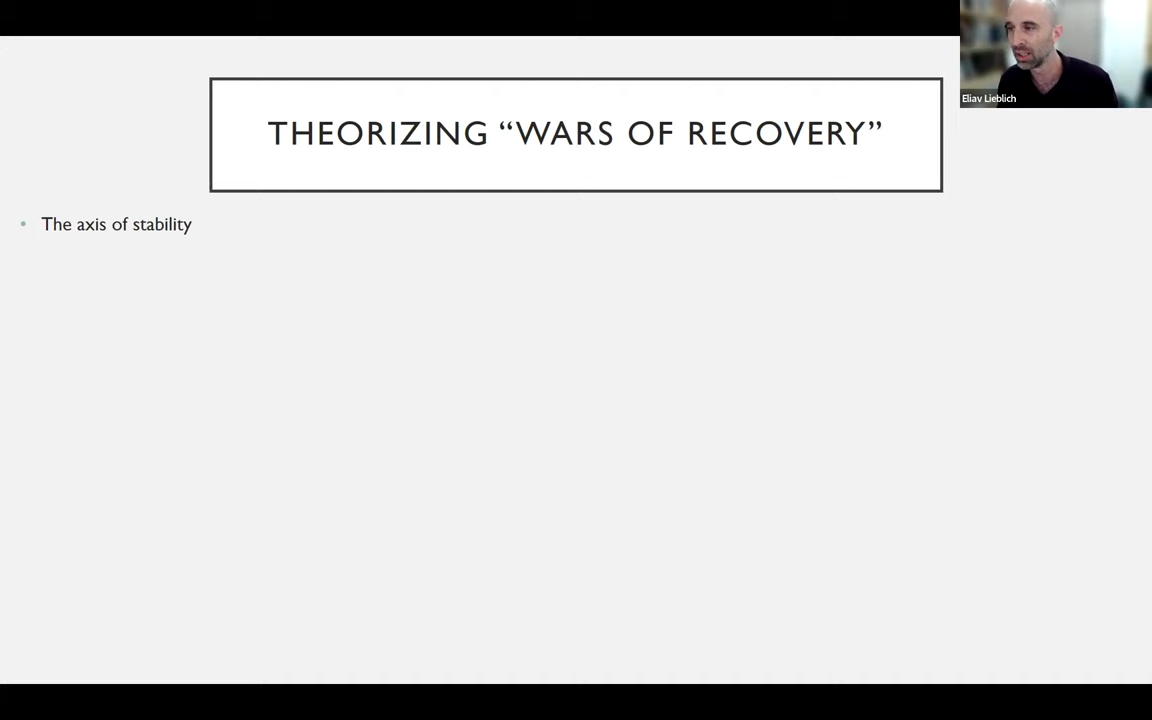 THEORIZING “WARS OF RECOVERY”
Eliav Lieblich
• The axis of stability